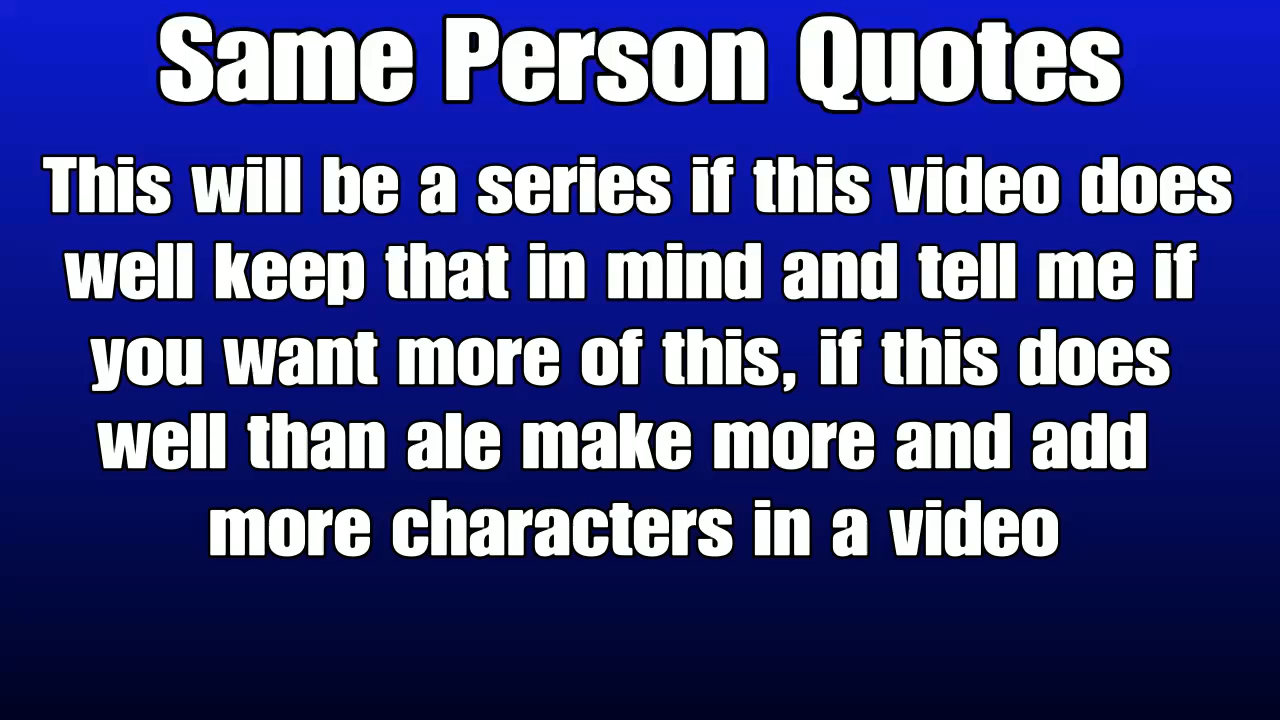 Same Person Quotes
This will be a series if this video does
well keep that in mind and tell me if
you want more of this, if this does
well than ale make more and add
more characters in a video